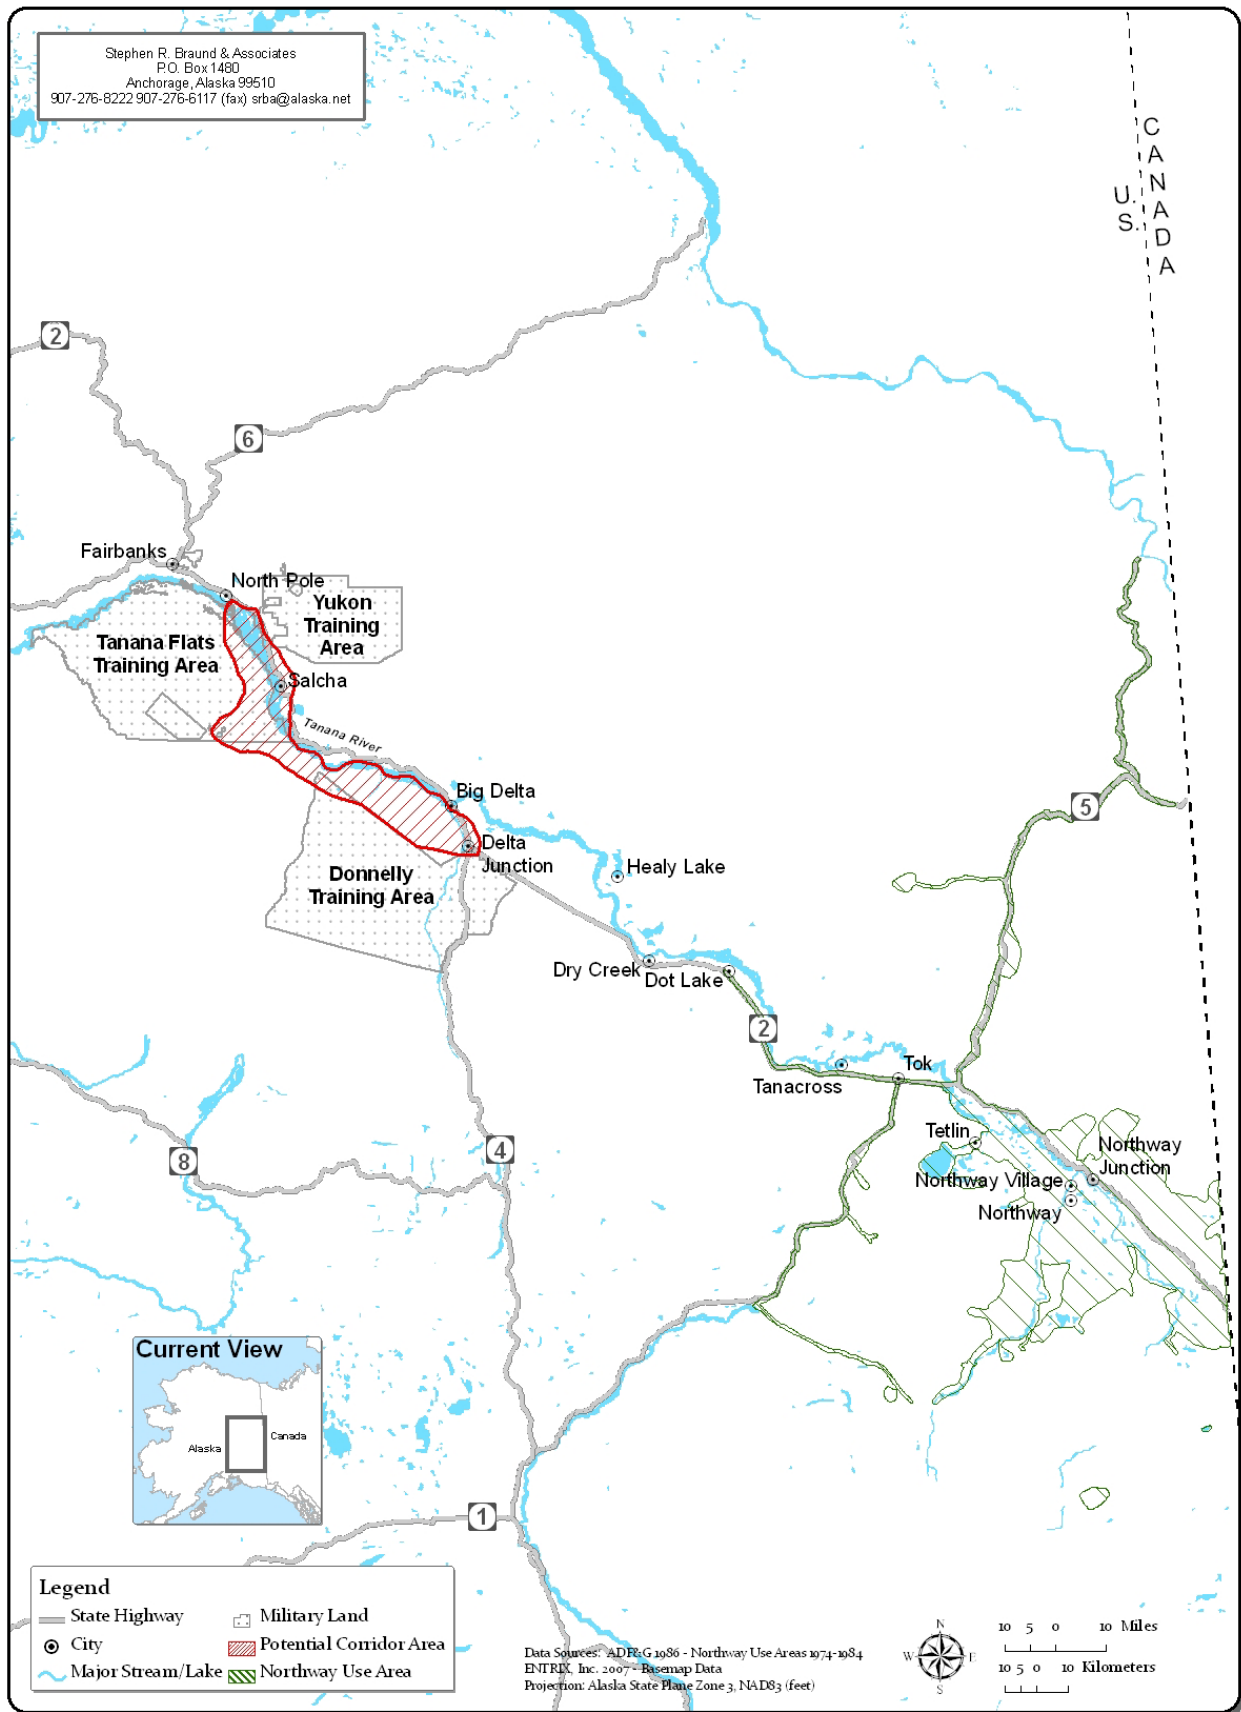 Stephen R. Braund & Associates
P.O. Box 1480
Anchorage, Alaska 99510
907-276-8222 907-276-6117 (fax) srba@alaska.net
CANADA
U.S.
2
6
Fairbanks
North Pole
Yukon
Training
Area
Tanana Flats
Training Area
Salcha
Tanana River
Big Delta
5
Delta
Junction
Healy Lake
Donnelly
Training Area
Dry Creek
Dot Lake
2
Tok
Tanacross
Tetlin
Northway
Junction
4
8
Northway Village
Northway
Current View
Alaska
Canada
1
Legend
State Highway
City
Major Stream/Lake
Military Land
Potential Corridor Area
Northway Use Area
Data Sources: ADF&G 1986 - Northway Use Areas 1974-1984
ENTRIX, Inc. 2007 - Basemap Data
Projection: Alaska State Plane Zone 3, NAD83 (feet)
N
W
E
S
10 5 0 10 Miles
10 5 0 10 Kilometers